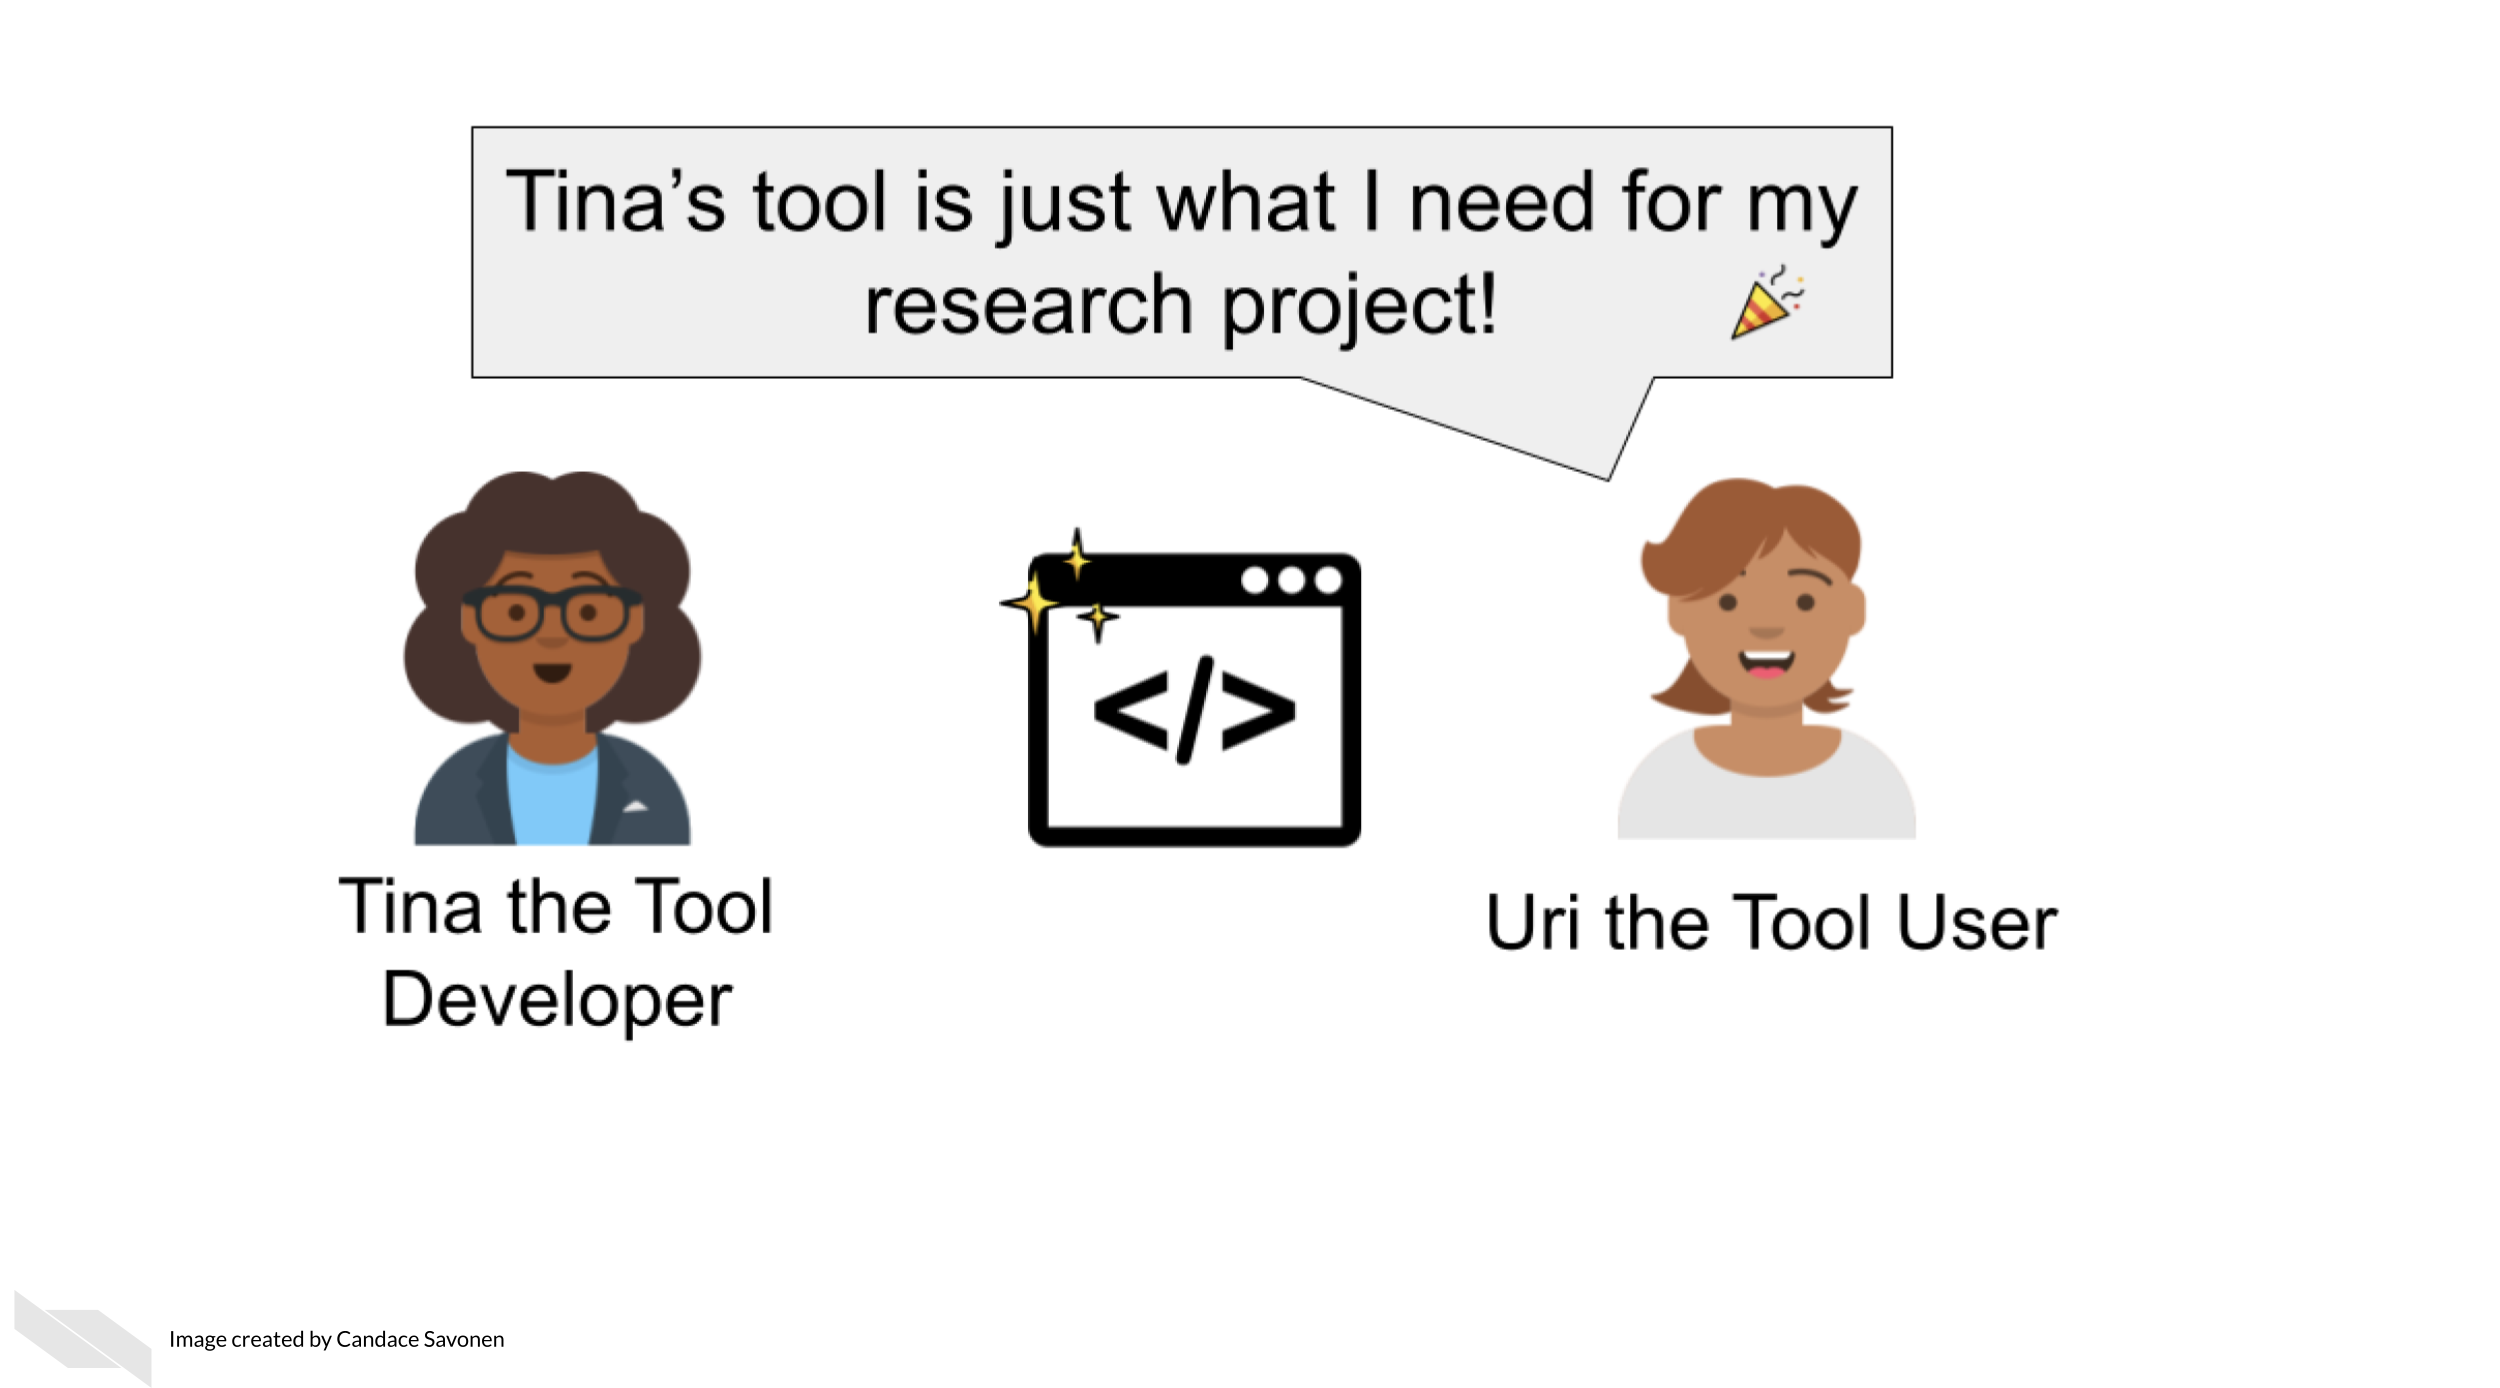 Tina’s tool is just what I need for my
research project!
</>
Tina the Tool
Developer
Uri the Tool User
Image created by Candace Savonen